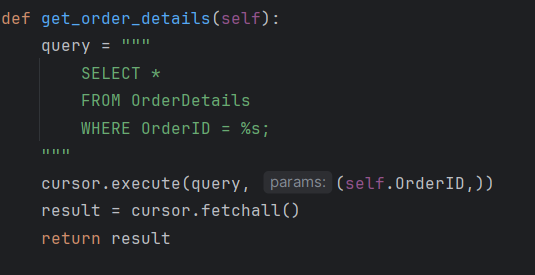 def get_order_details(self):
    query = """
        SELECT *
        FROM OrderDetails
        WHERE OrderID = %s;
    """
    cursor.execute(query, params: (self.OrderID,))
    result = cursor.fetchall()
    return result